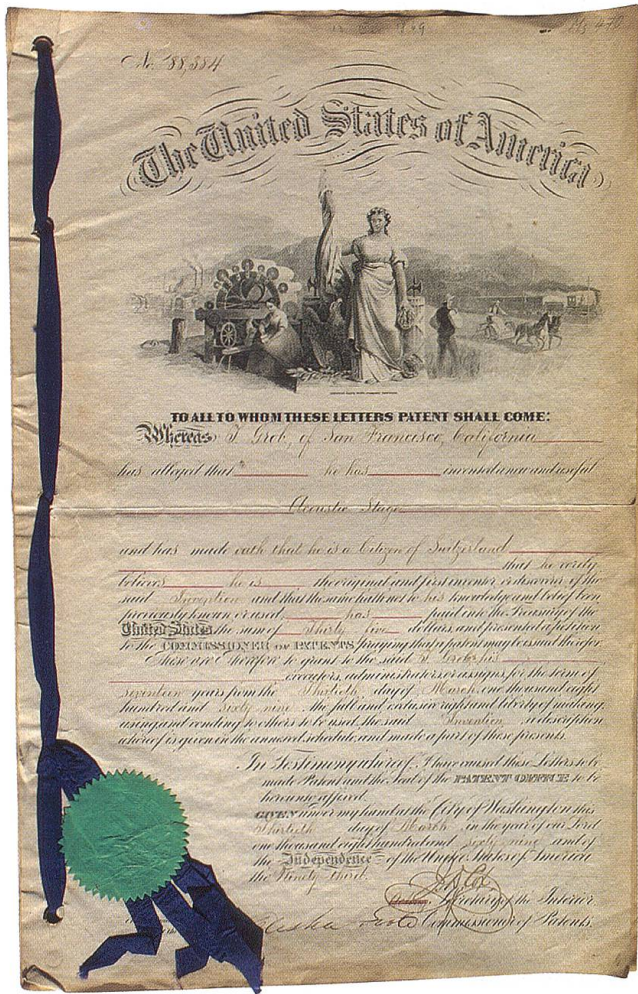 No. 88,584
The United States of America
TO ALL TO WHOM THESE LETTERS PATENT SHALL COME:
Whereas T. Grob, of San Francisco, California
has alleged that he has invented a new and useful
Acoustic Stage
and has made oath that he is a Citizen of Switzerland
that he verily
believes he is the original and first inventor or discoverer of the
said Invention and that the same hath not to his knowledge and belief been
previously known or used, has paid into the Treasury of the
United States the sum of Thirty five dollars and presented a petition
to the COMMISSIONER OF PATENTS praying that a patent may be issued therefor
These are Therefore to grant to the said T. Grob, his
executors, administrators or assigns for the term of
seventeen years from the Thirtieth day of March, one thousand eight
hundred and sixty nine the full and exclusive right and liberty of making,
using and vending to others to be used, the said Invention a description
whereof is given in the annexed schedule, and made a part of these presents.
In Testimony whereof, I have caused these Letters to be
made Patent and the Seal of the PATENT OFFICE to be
hereunto affixed.
GIVEN under my hand at the City of Washington this
Thirtieth day of March in the year of our Lord
one thousand eight hundred and sixty nine and of
the Independence of the United States of America
the Ninety third.
J D Cox
Secretary of the Interior.
Commissioner of Patents.